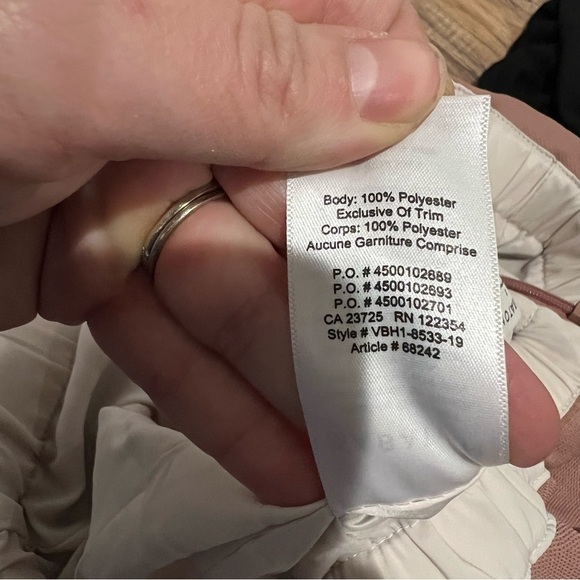 Body: 100% Polyester
Exclusive Of Trim
Corps: 100% Polyester
Aucune Garniture Comprise
P.O. # 4500102689
P.O. # 4500102693
P.O. # 4500102701
CA 23725 RN 122354
Style # VBH1-8533-19
Article # 68242